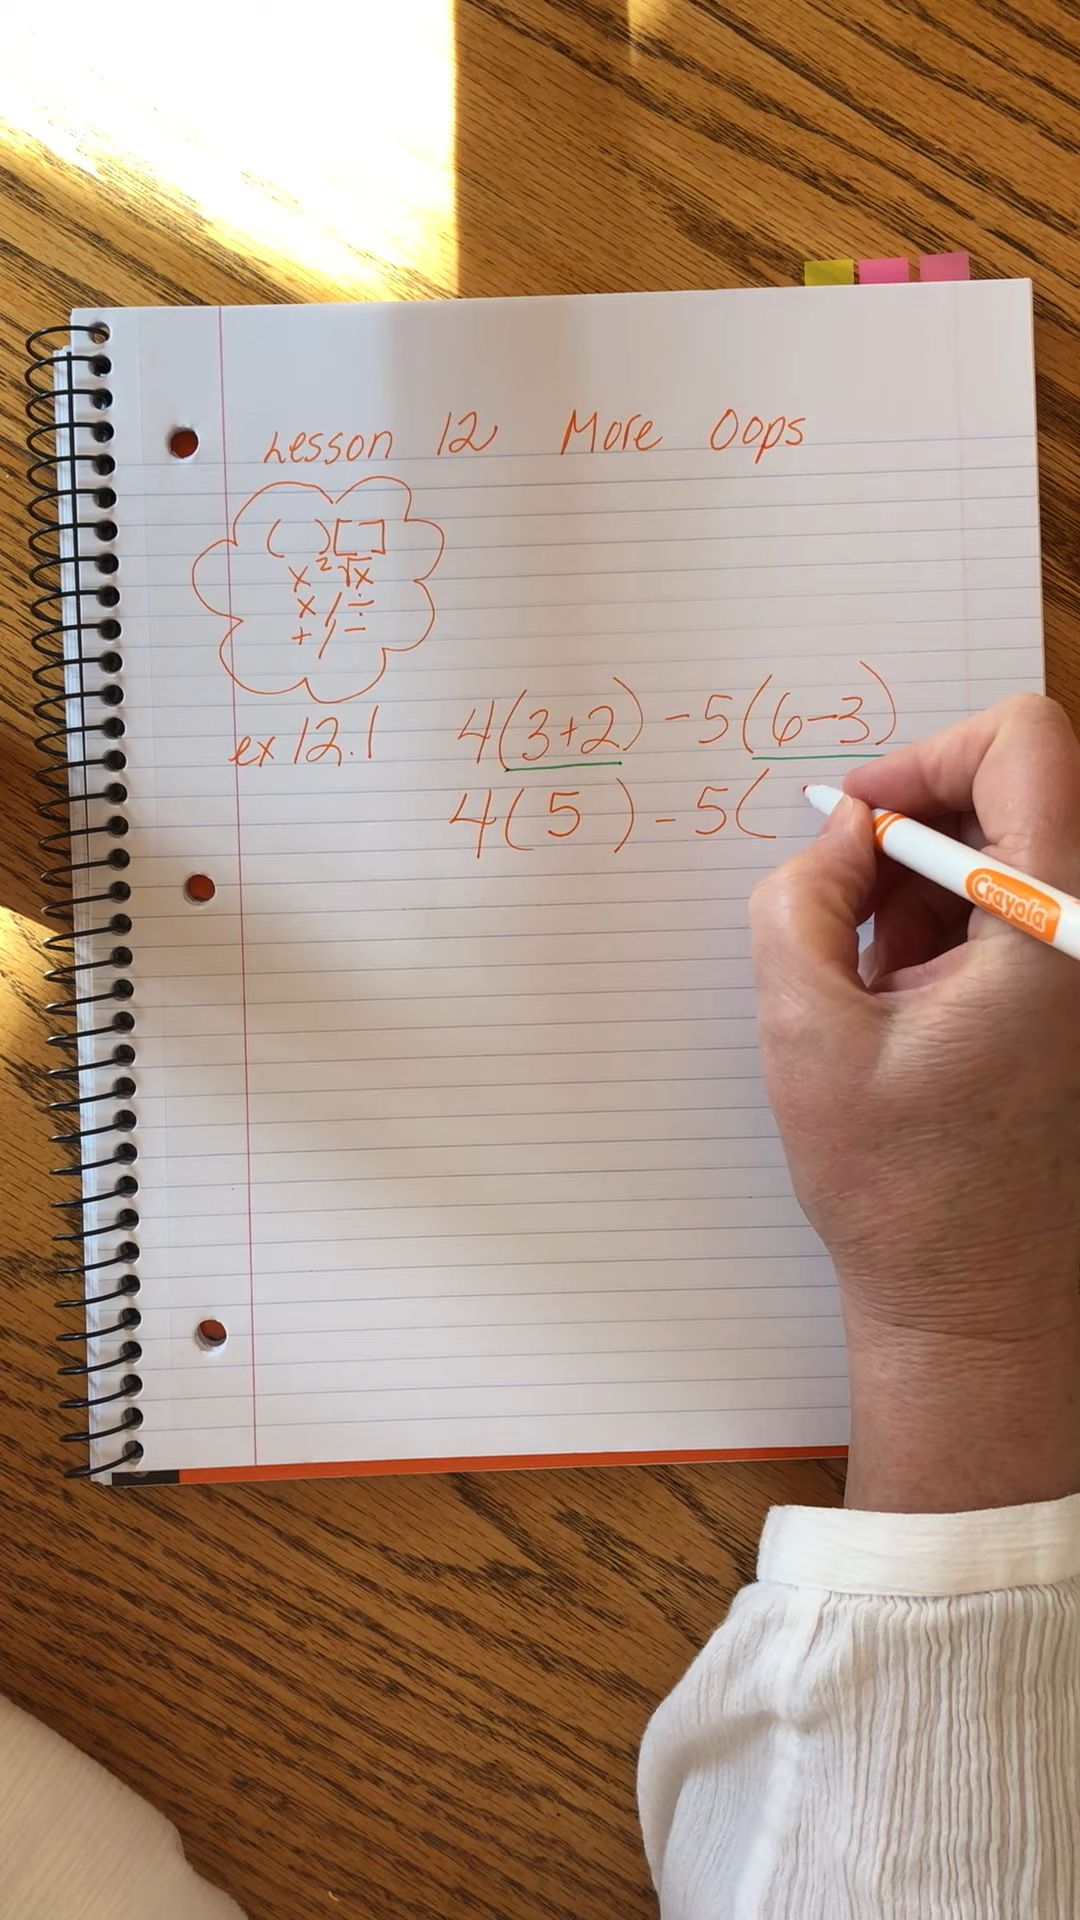 Lesson 12 More Oops
( ) [ ]
x² √x
x / ÷
+ / −
ex 12.1 4(3+2) -5(6-3)
4( 5 ) - 5(
Crayola